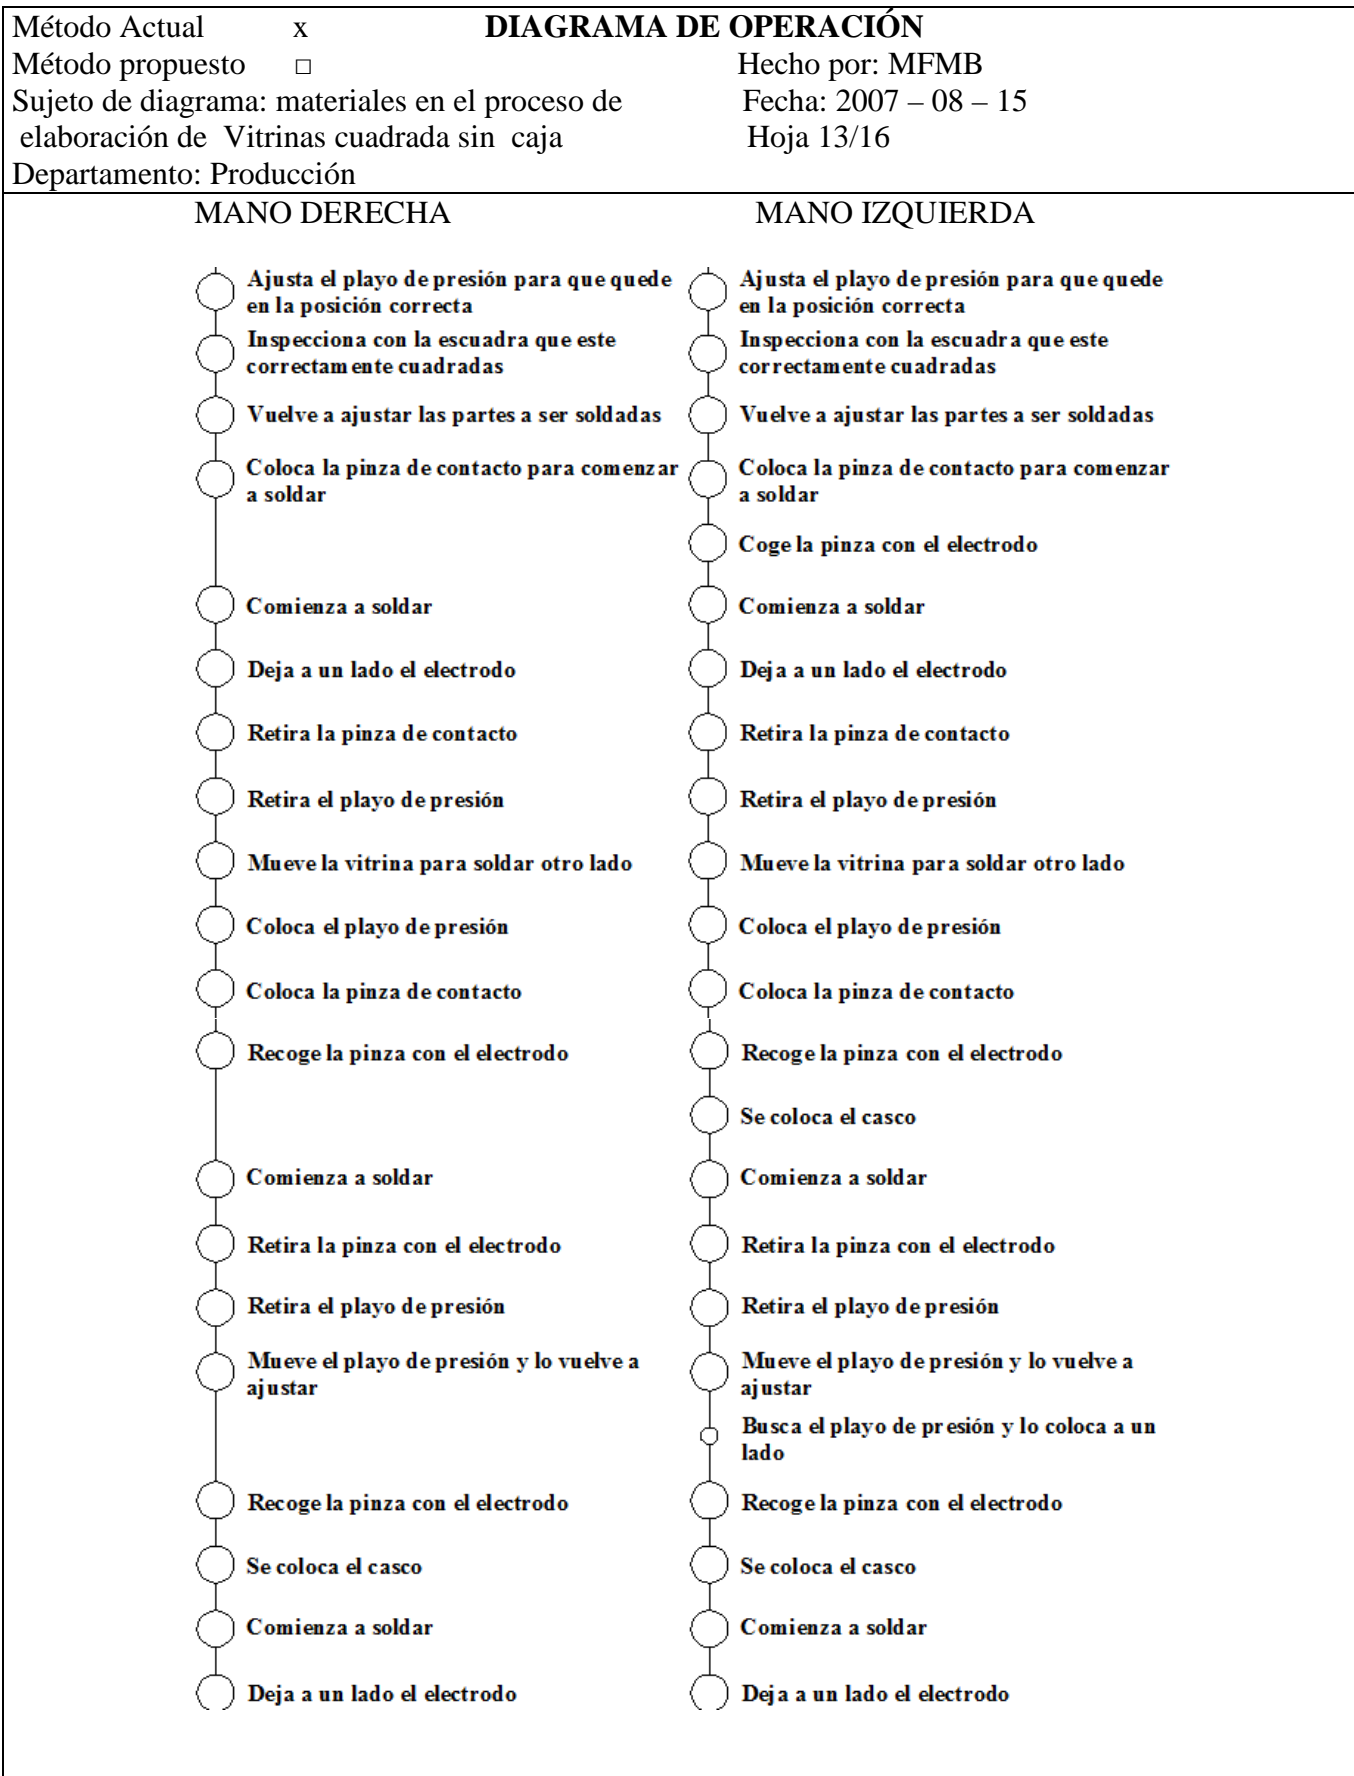 Método Actual x DIAGRAMA DE OPERACIÓN
Método propuesto □ Hecho por: MFMB
Sujeto de diagrama: materiales en el proceso de Fecha: 2007 – 08 – 15
elaboración de Vitrinas cuadrada sin caja Hoja 13/16
Departamento: Producción
MANO DERECHA MANO IZQUIERDA
Ajusta el playo de presión para que quede
en la posición correcta
Ajusta el playo de presión para que quede
en la posición correcta
Inspecciona con la escuadra que este
correctamente cuadradas
Inspecciona con la escuadra que este
correctamente cuadradas
Vuelve a ajustar las partes a ser soldadas
Vuelve a ajustar las partes a ser soldadas
Coloca la pinza de contacto para comenzar
a soldar
Coloca la pinza de contacto para comenzar
a soldar
Coge la pinza con el electrodo
Comienza a soldar
Comienza a soldar
Deja a un lado el electrodo
Deja a un lado el electrodo
Retira la pinza de contacto
Retira la pinza de contacto
Retira el playo de presión
Retira el playo de presión
Mueve la vitrina para soldar otro lado
Mueve la vitrina para soldar otro lado
Coloca el playo de presión
Coloca el playo de presión
Coloca la pinza de contacto
Coloca la pinza de contacto
Recoge la pinza con el electrodo
Recoge la pinza con el electrodo
Se coloca el casco
Comienza a soldar
Comienza a soldar
Retira la pinza con el electrodo
Retira la pinza con el electrodo
Retira el playo de presión
Retira el playo de presión
Mueve el playo de presión y lo vuelve a
ajustar
Mueve el playo de presión y lo vuelve a
ajustar
Busca el playo de presión y lo coloca a un
lado
Recoge la pinza con el electrodo
Recoge la pinza con el electrodo
Se coloca el casco
Se coloca el casco
Comienza a soldar
Comienza a soldar
Deja a un lado el electrodo
Deja a un lado el electrodo